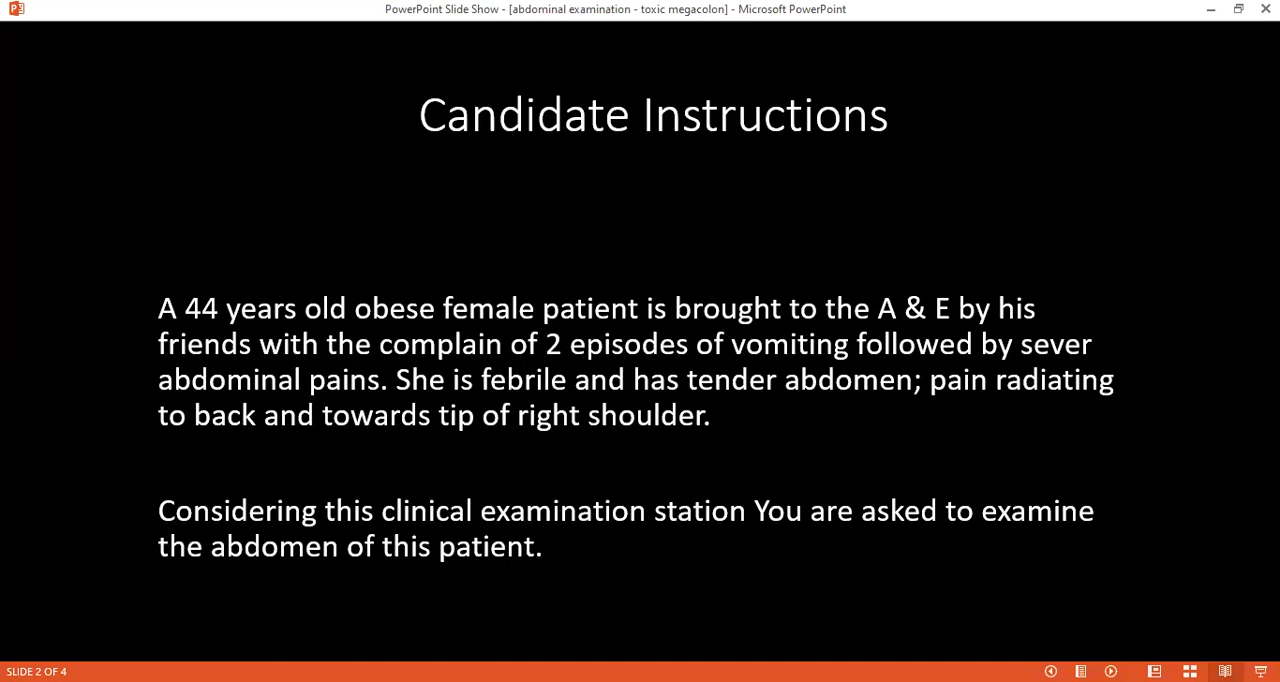 PowerPoint Slide Show - [abdominal examination - toxic megacolon] - Microsoft PowerPoint
Candidate Instructions
A 44 years old obese female patient is brought to the A & E by his
friends with the complain of 2 episodes of vomiting followed by sever
abdominal pains. She is febrile and has tender abdomen; pain radiating
to back and towards tip of right shoulder.
Considering this clinical examination station You are asked to examine
the abdomen of this patient.
SLIDE 2 OF 4